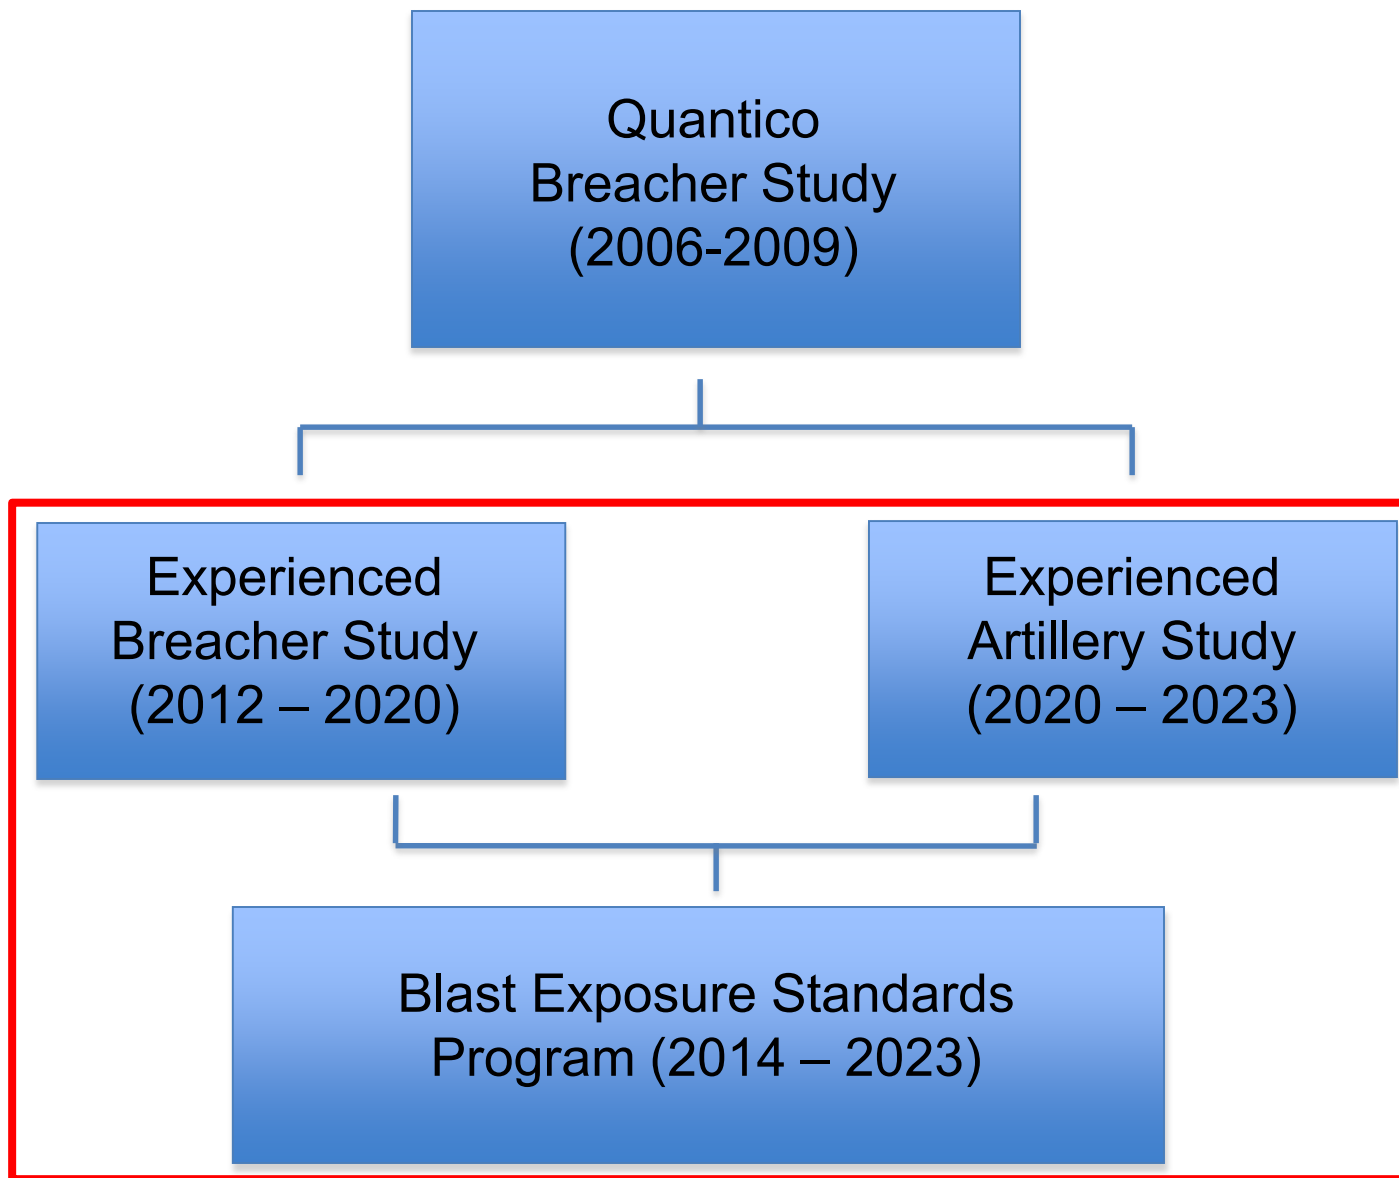 Quantico
Breacher Study
(2006-2009)
Experienced
Breacher Study
(2012 – 2020)
Experienced
Artillery Study
(2020 – 2023)
Blast Exposure Standards
Program (2014 – 2023)